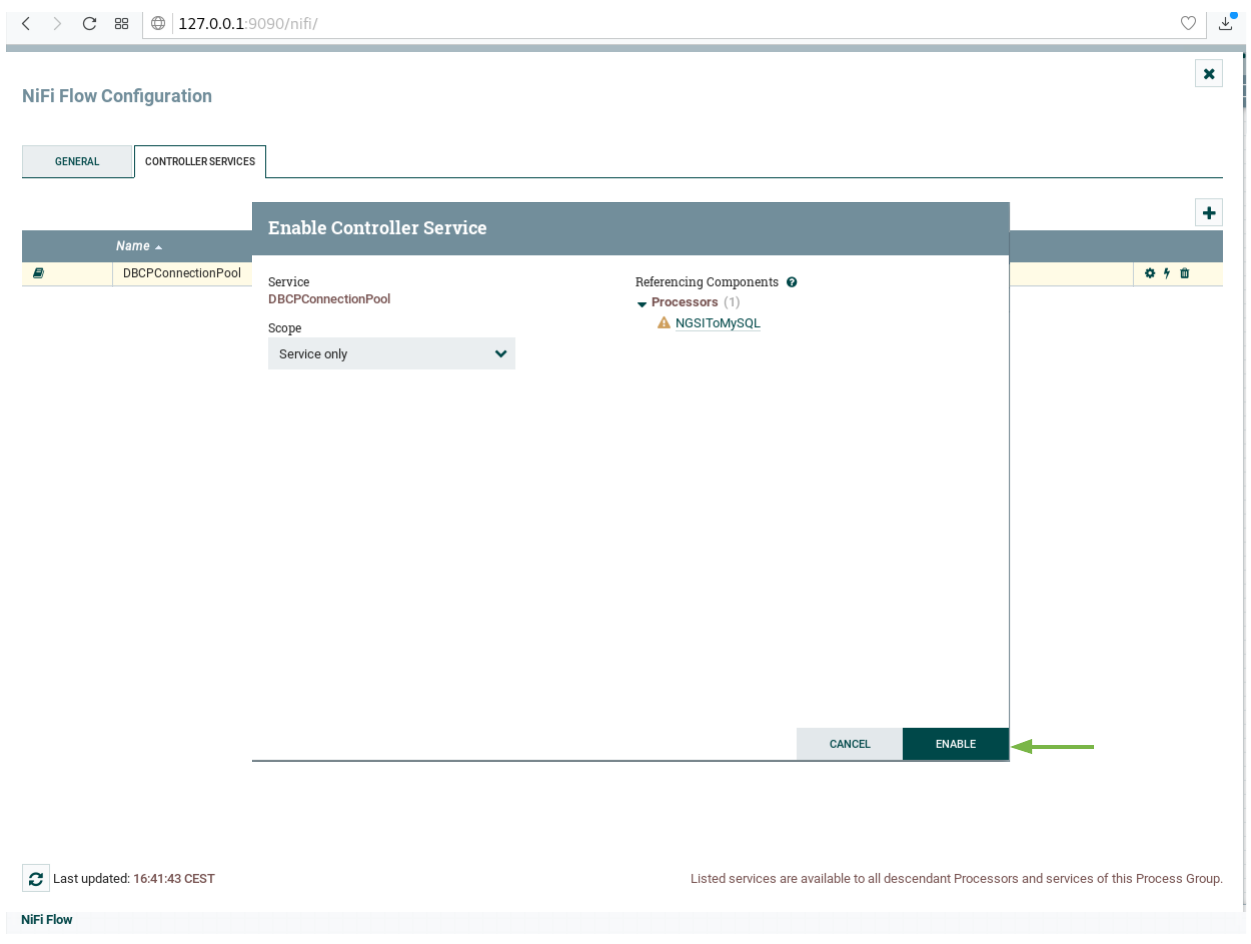 127.0.0.1:9090/nifi/
NiFi Flow Configuration
GENERAL
CONTROLLER SERVICES
Enable Controller Service
Name
DBCPConnectionPool
Service
DBCPConnectionPool
Scope
Service only
Referencing Components
Processors (1)
NGSIToMySQL
CANCEL
ENABLE
Last updated: 16:41:43 CEST
Listed services are available to all descendant Processors and services of this Process Group.
NiFi Flow